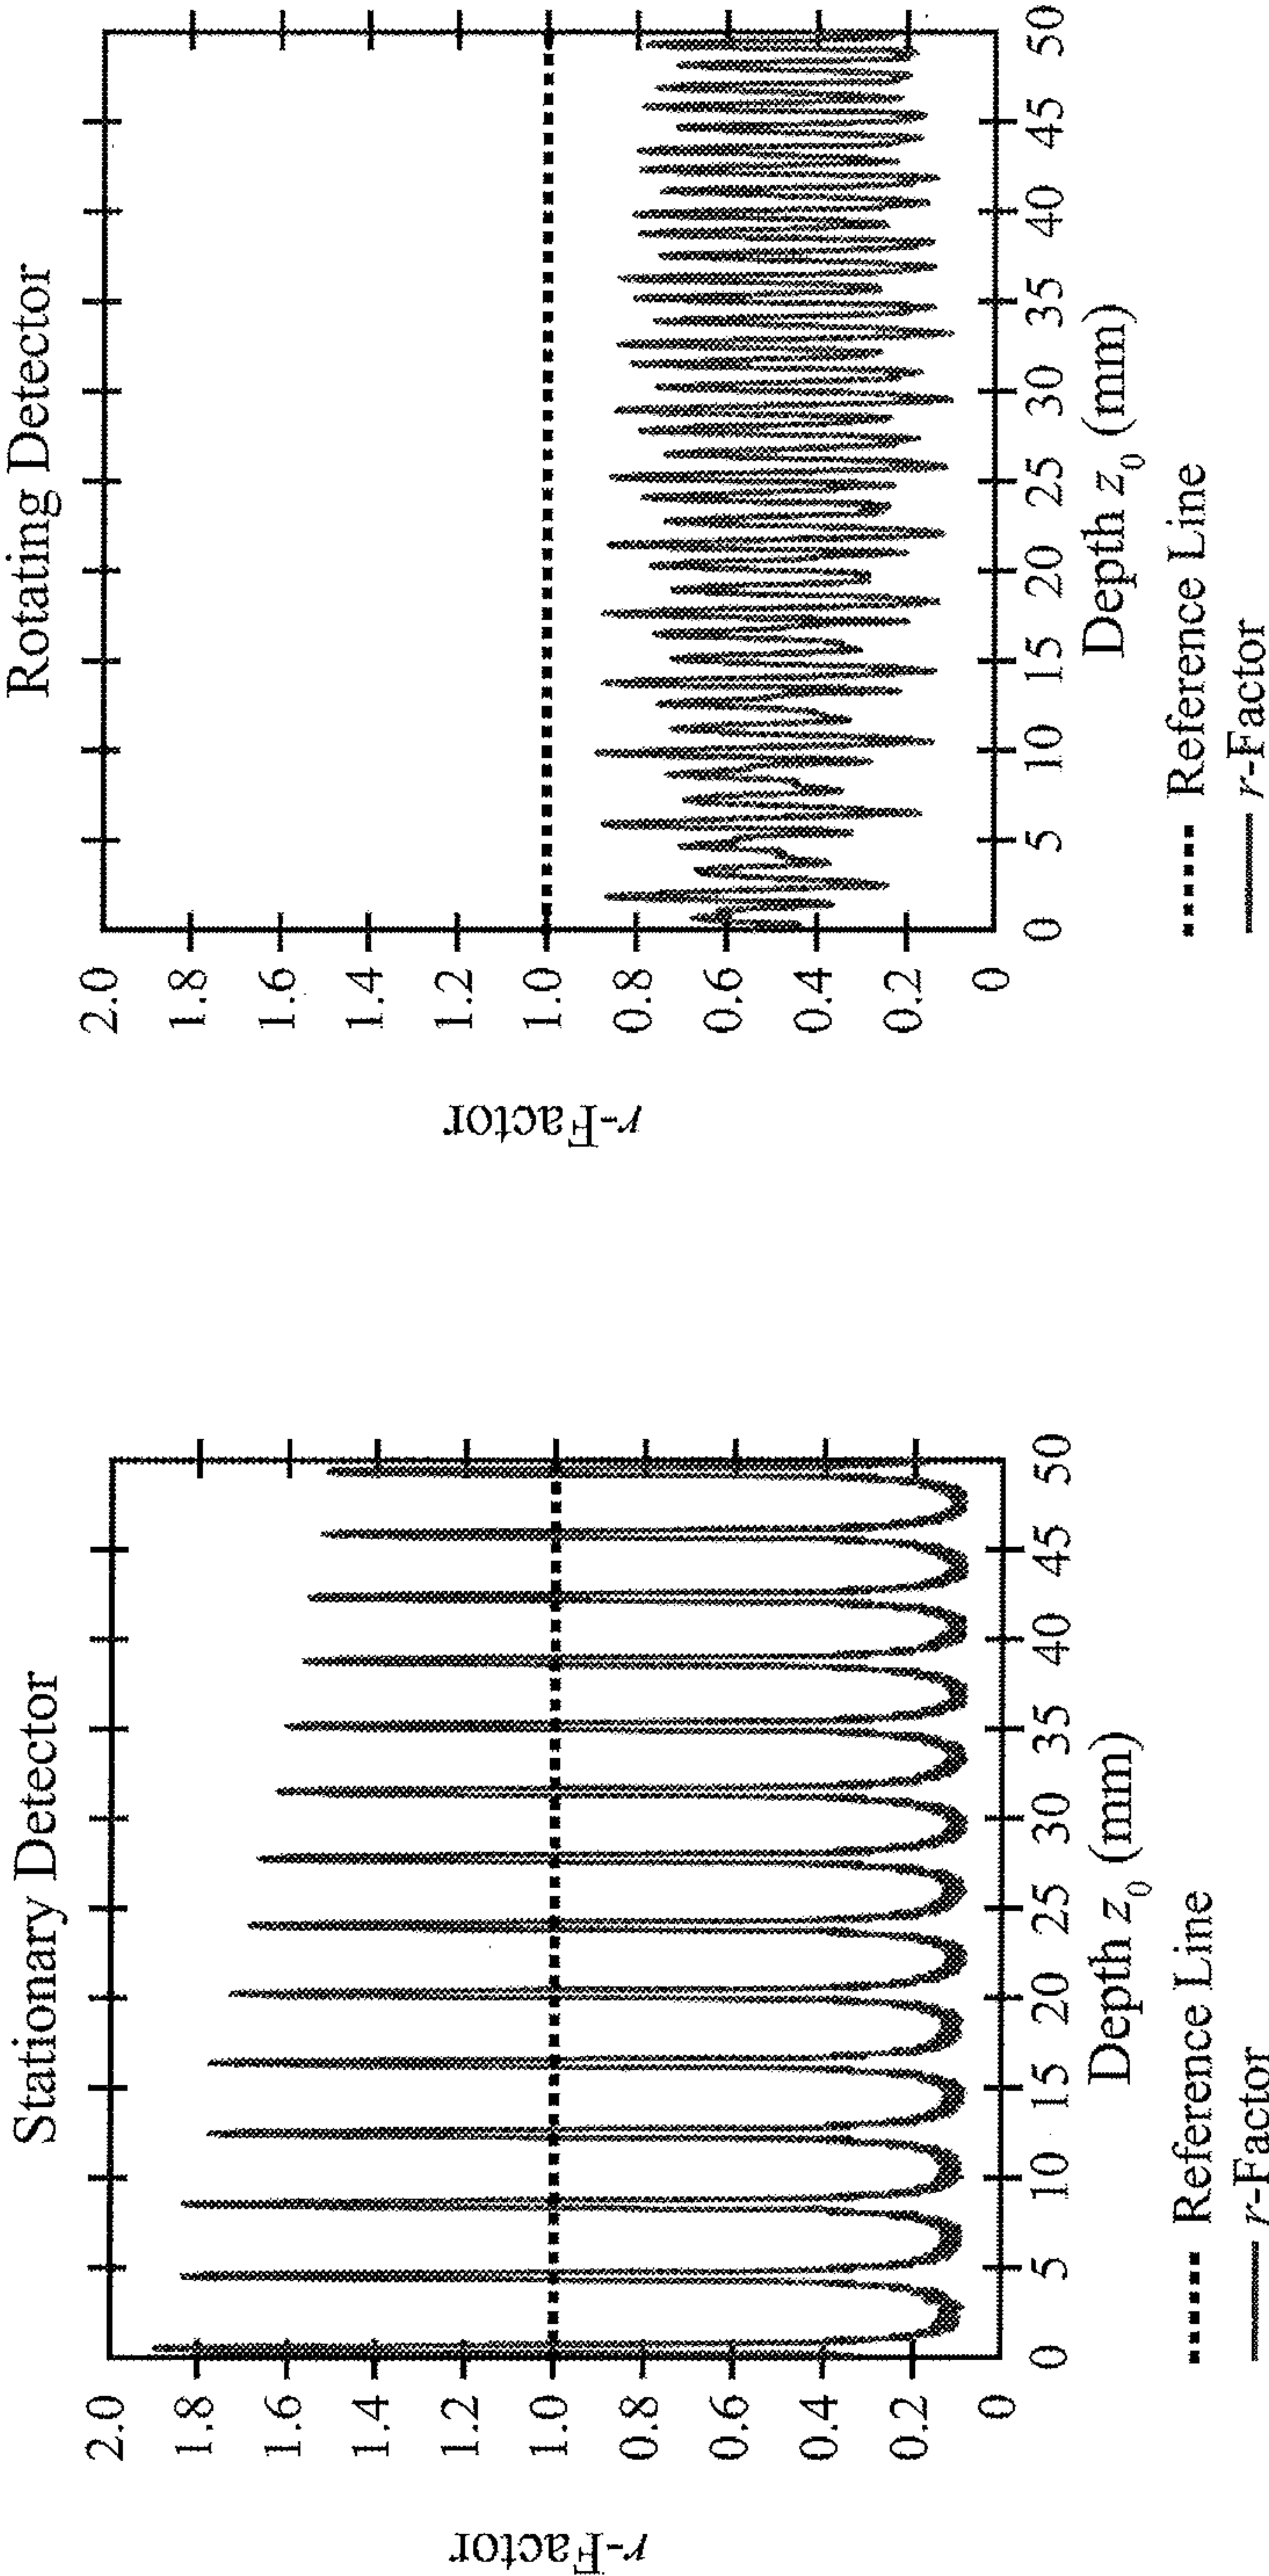 Stationary Detector
r-Factor
2.0
1.8
1.6
1.4
1.2
1.0
0.8
0.6
0.4
0.2
0
0 5 10 15 20 25 30 35 40 45 50
Depth z₀ (mm)
Reference Line
r-Factor
Rotating Detector
r-Factor
2.0
1.8
1.6
1.4
1.2
1.0
0.8
0.6
0.4
0.2
0
0 5 10 15 20 25 30 35 40 45 50
Depth z₀ (mm)
Reference Line
r-Factor